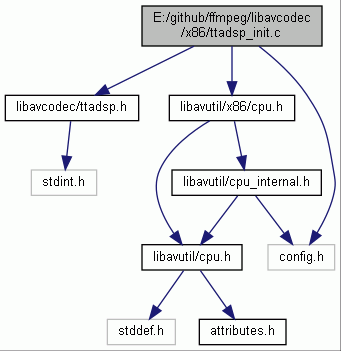 E:/github/ffmpeg/libavcodec
/x86/ttadsp_init.c
libavcodec/ttadsp.h
libavutil/x86/cpu.h
stdint.h
libavutil/cpu_internal.h
libavutil/cpu.h
config.h
stddef.h
attributes.h